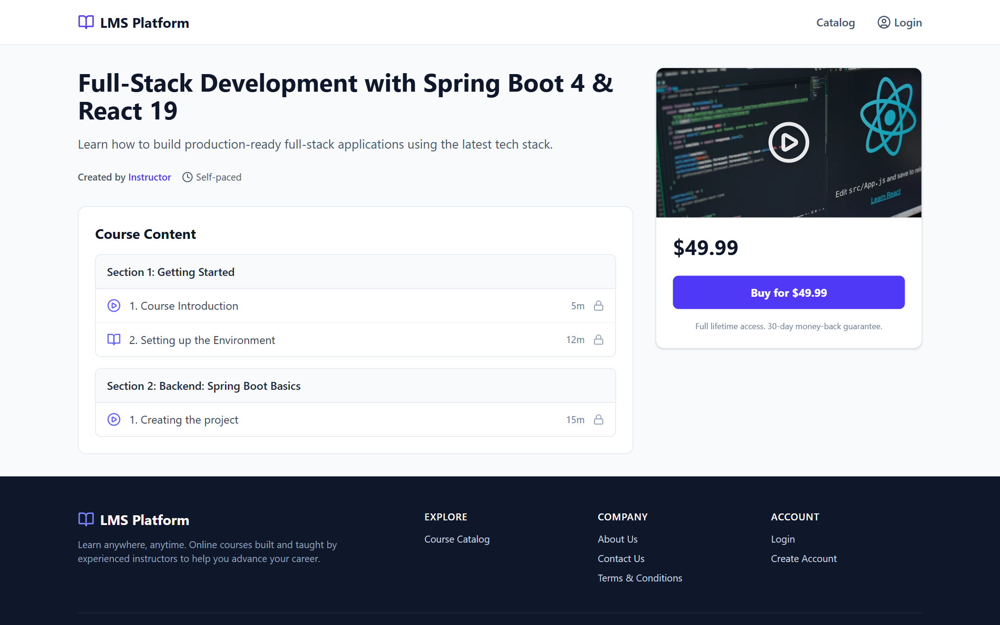 LMS Platform
Catalog
Login
Full-Stack Development with Spring Boot 4 &
React 19
Learn how to build production-ready full-stack applications using the latest tech stack.
Created by Instructor
Self-paced
Course Content
Section 1: Getting Started
1. Course Introduction
5m
2. Setting up the Environment
12m
Section 2: Backend: Spring Boot Basics
1. Creating the project
15m
Edit src/App.js and save to
Learn React
$49.99
Buy for $49.99
Full lifetime access. 30-day money-back guarantee.
LMS Platform
Learn anywhere, anytime. Online courses built and taught by
experienced instructors to help you advance your career.
EXPLORE
Course Catalog
COMPANY
About Us
Contact Us
Terms & Conditions
ACCOUNT
Login
Create Account